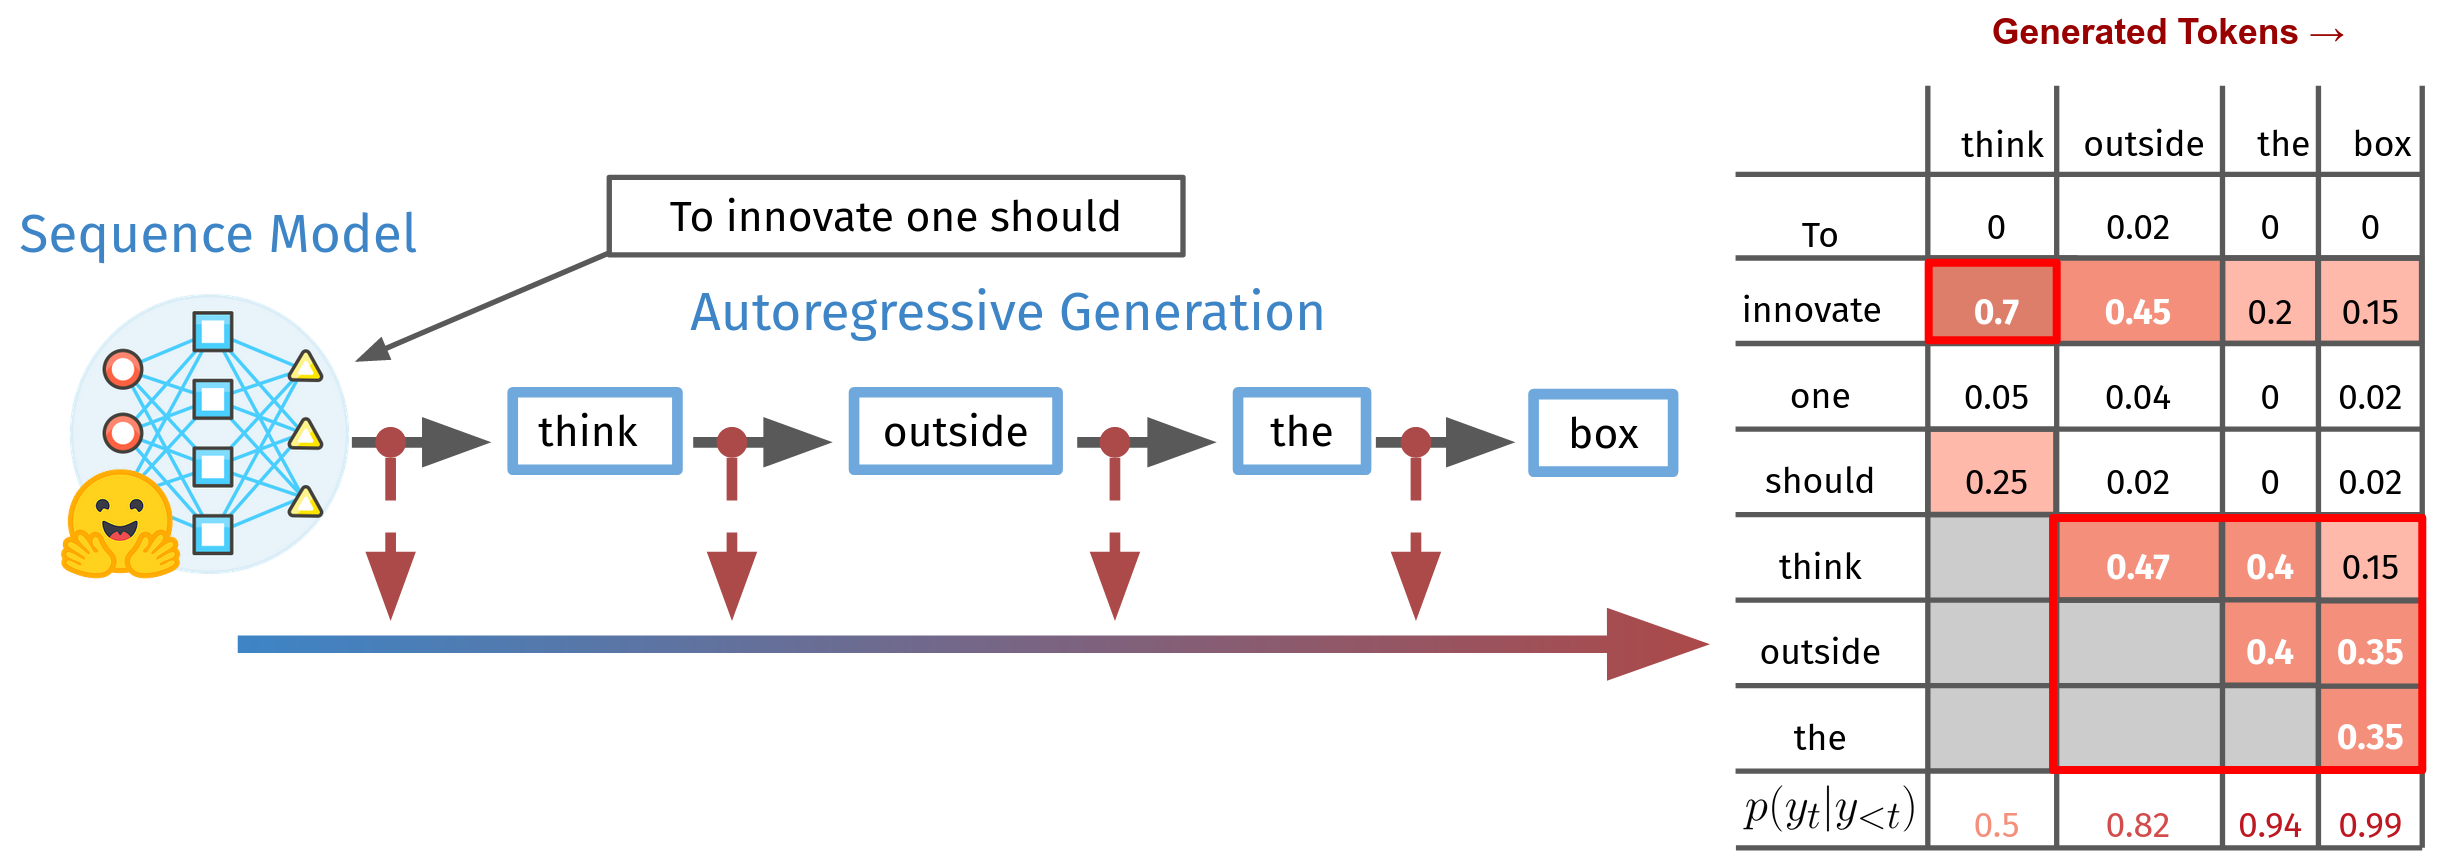 Generated Tokens →
Sequence Model
To innovate one should
Autoregressive Generation
think outside the box
think outside the box
To 0 0.02 0 0
innovate 0.7 0.45 0.2 0.15
one 0.05 0.04 0 0.02
should 0.25 0.02 0 0.02
think 0.47 0.4 0.15
outside 0.4 0.35
the 0.35
p(y_t|y_{<t}) 0.5 0.82 0.94 0.99